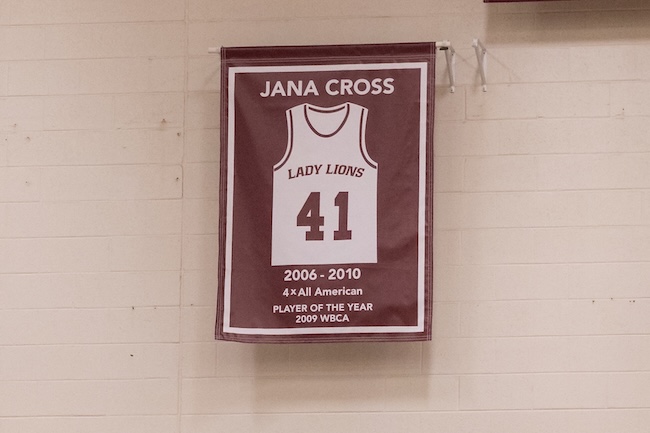 JANA CROSS
LADY LIONS
41
2006 - 2010
4×All American
PLAYER OF THE YEAR
2009 WBCA